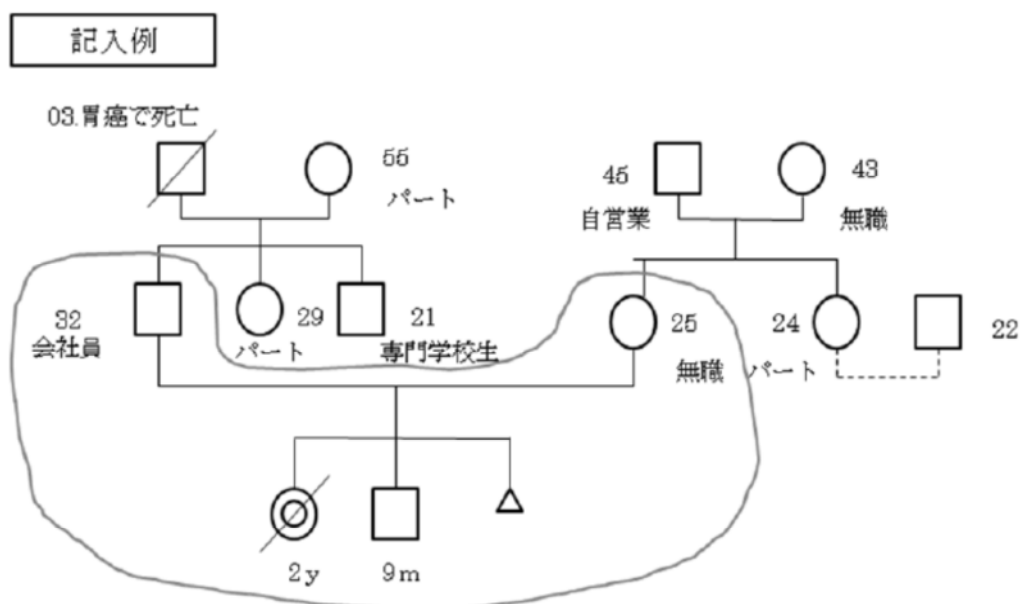 記入例
03.胃癌で死亡
55
パート
45
自営業
43
無職
32
会社員
29
パート
21
専門学校生
25
無職
24
パート
22
2y
9m